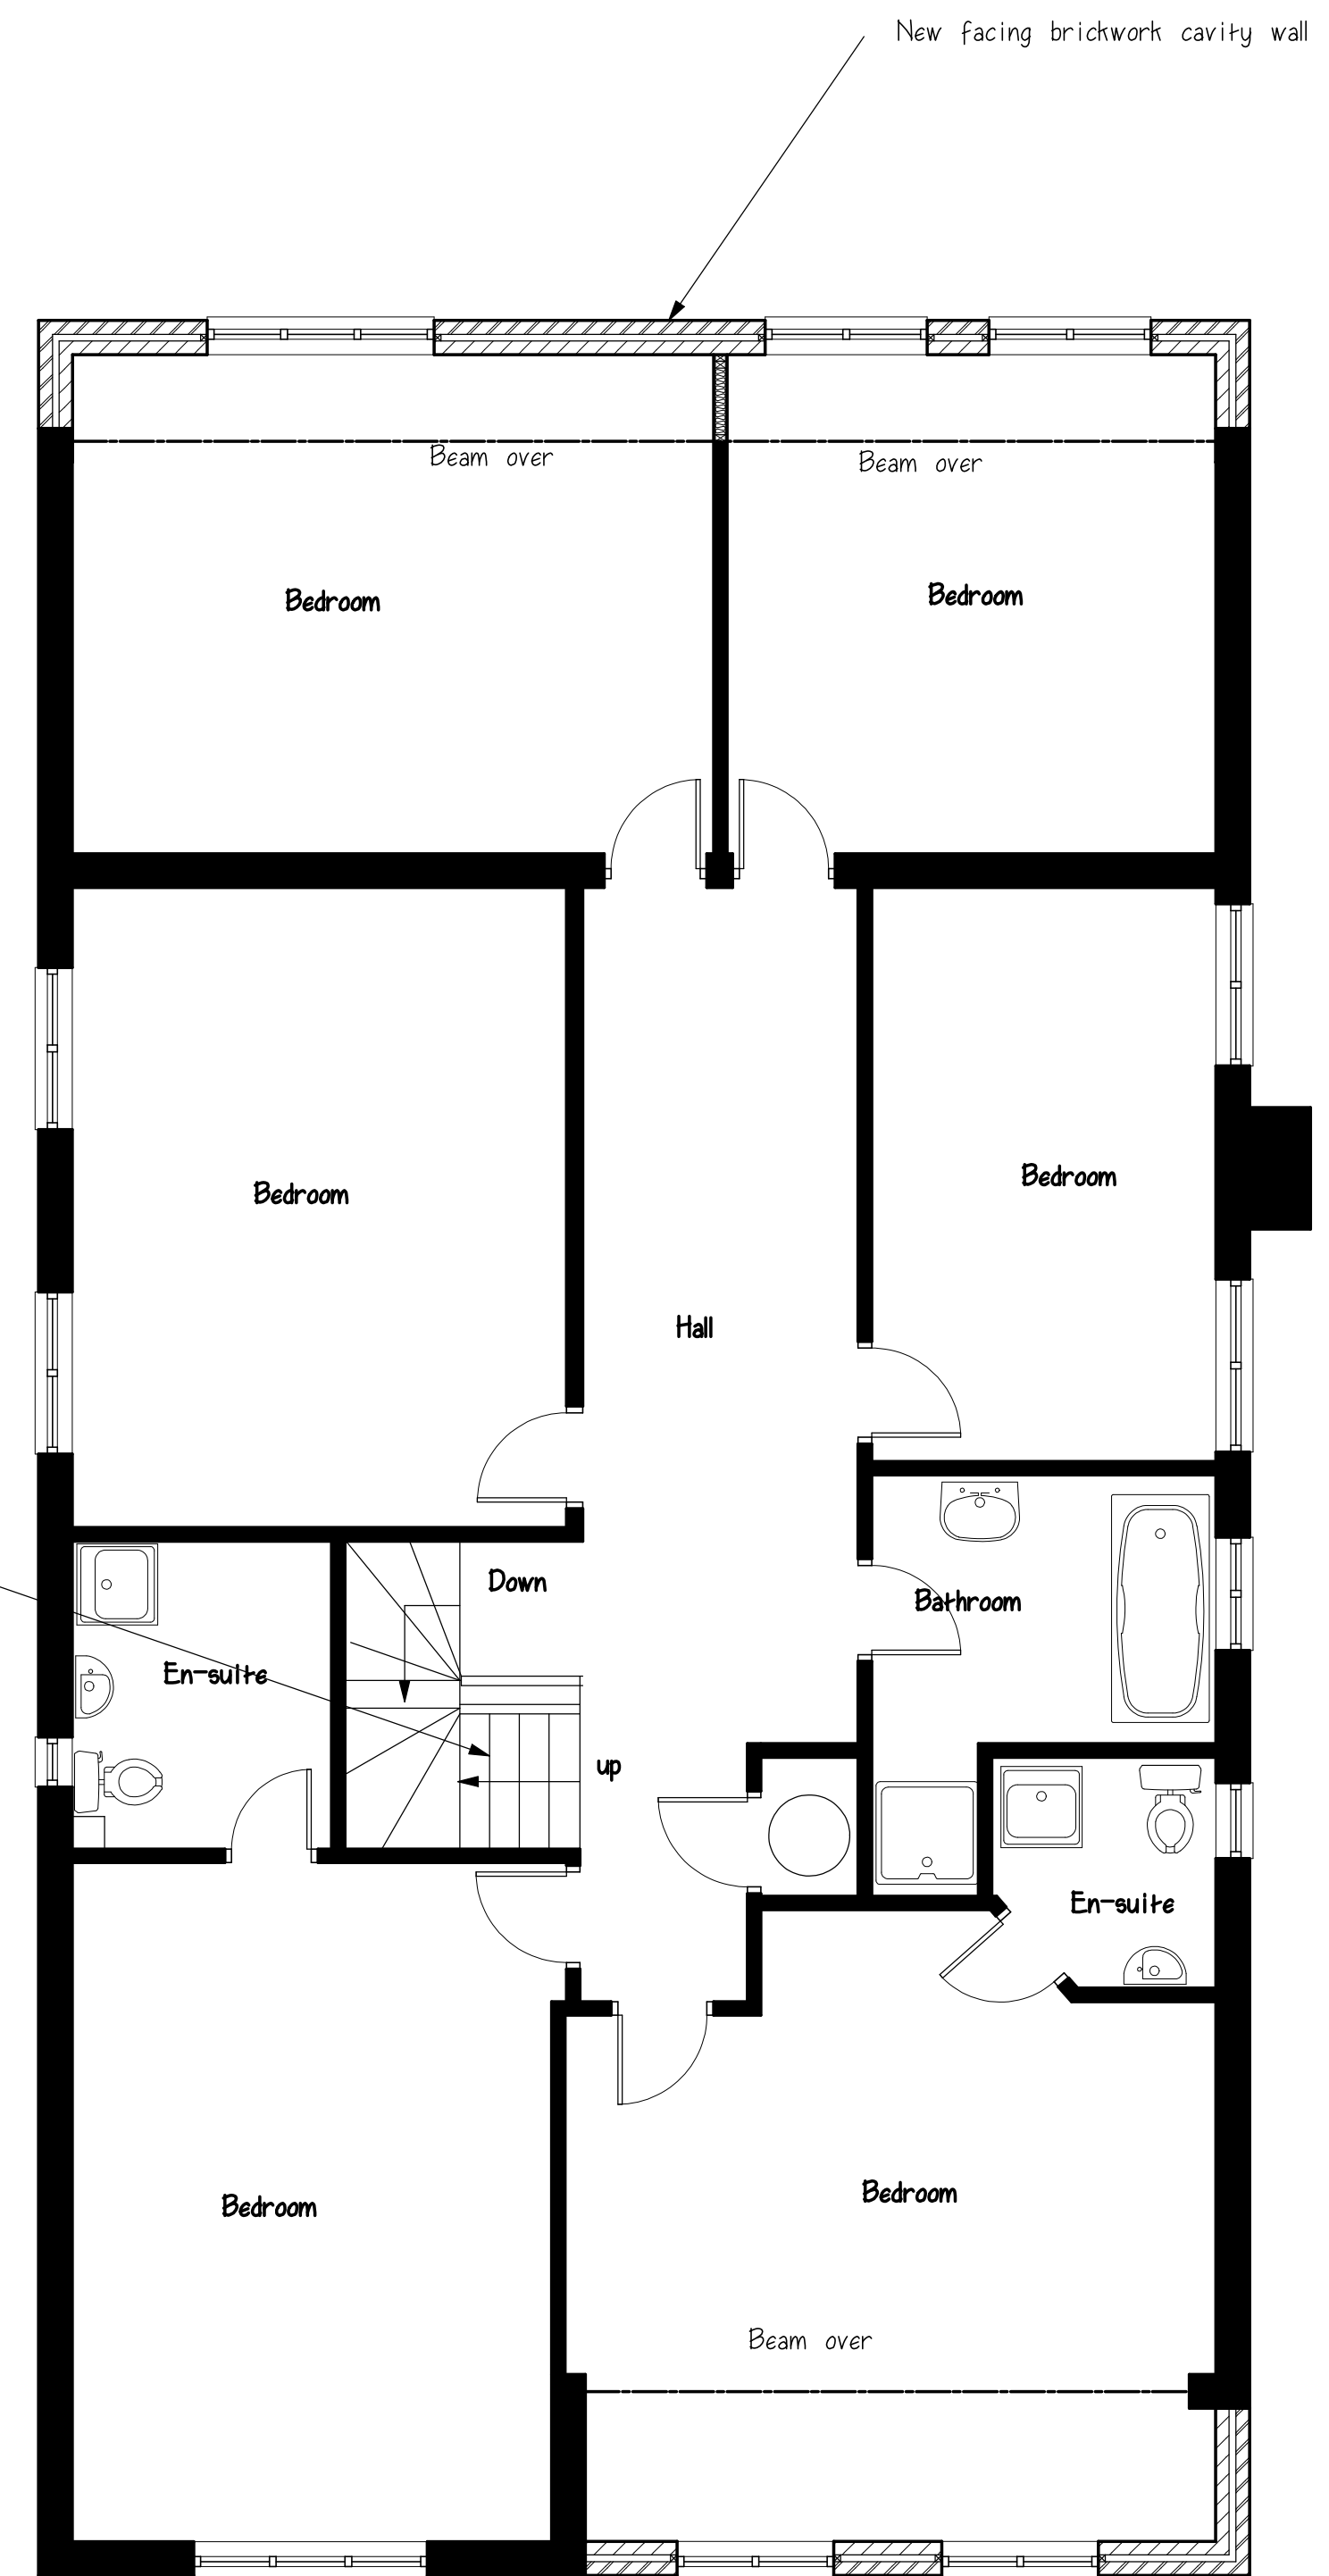 New facing brickwork cavity wall
Beam over
Beam over
Bedroom
Bedroom
Bedroom
Bedroom
Hall
Down
Bathroom
En-suite
up
En-suite
Bedroom
Bedroom
Beam over